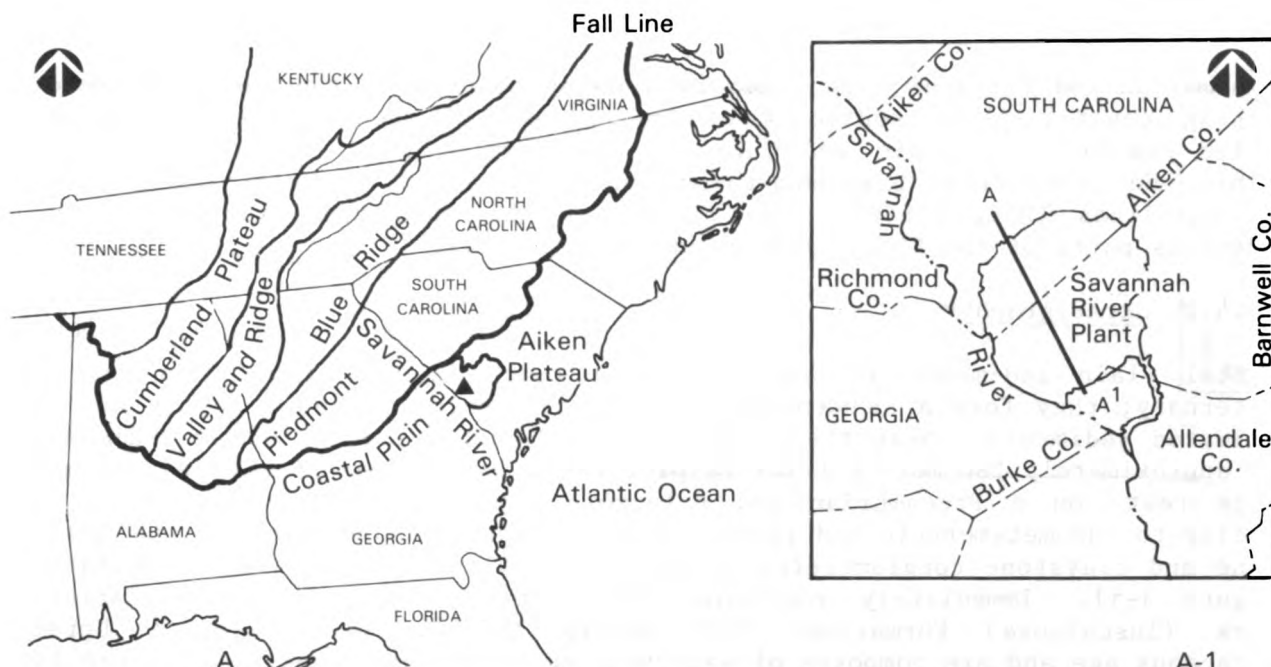 Fall Line
KENTUCKY
VIRGINIA
TENNESSEE
NORTH
CAROLINA
SOUTH
CAROLINA
Cumberland Plateau
Valley and Ridge
Blue Ridge
Piedmont
Coastal Plain
Savannah River
Aiken
Plateau
Atlantic Ocean
ALABAMA
GEORGIA
FLORIDA
A
Aiken Co.
SOUTH CAROLINA
Savannah River
Aiken Co.
A
Richmond
Co.
Savannah
River
Plant
Barnwell Co.
A-1
GEORGIA
Burke Co.
Allendale
Co.
A-1